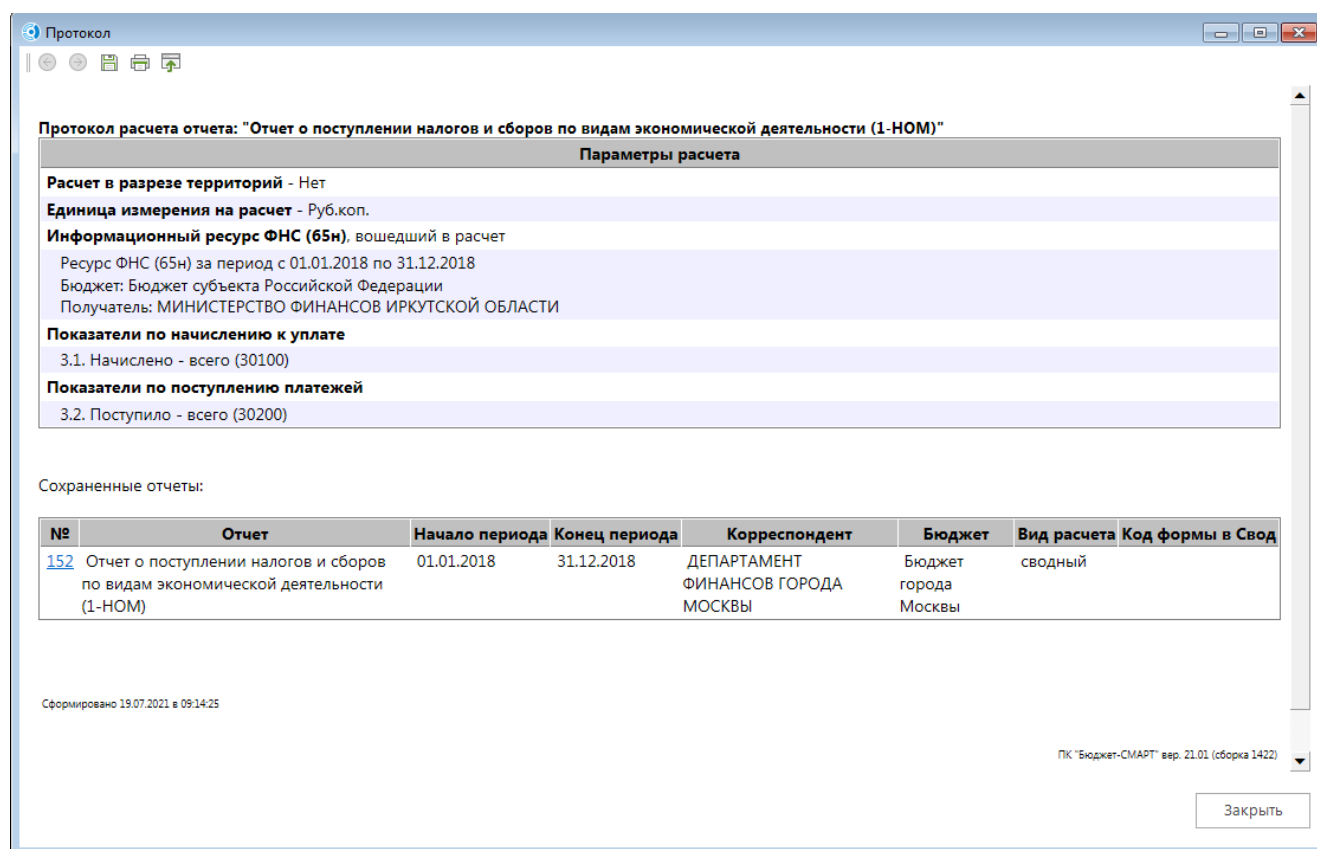 Протокол
Протокол расчета отчета: "Отчет о поступлении налогов и сборов по видам экономической деятельности (1-НОМ)"
Параметры расчета
Расчет в разрезе территорий - Нет
Единица измерения на расчет - Руб.коп.
Информационный ресурс ФНС (65н), вошедший в расчет
Ресурс ФНС (65н) за период с 01.01.2018 по 31.12.2018
Бюджет: Бюджет субъекта Российской Федерации
Получатель: МИНИСТЕРСТВО ФИНАНСОВ ИРКУТСКОЙ ОБЛАСТИ
Показатели по начислению к уплате
3.1. Начислено - всего (30100)
Показатели по поступлению платежей
3.2. Поступило - всего (30200)
Сохраненные отчеты:
№ Отчет Начало периода Конец периода Корреспондент Бюджет Вид расчета Код формы в Свод
152 Отчет о поступлении налогов и сборов 01.01.2018 31.12.2018 ДЕПАРТАМЕНТ Бюджет сводный
по видам экономической деятельности ФИНАНСОВ ГОРОДА города
(1-НОМ) МОСКВЫ Москвы
Сформировано 19.07.2021 в 09:14:25
ПК "Бюджет-СМАРТ" вер. 21.01 (сборка 1422)
Закрыть